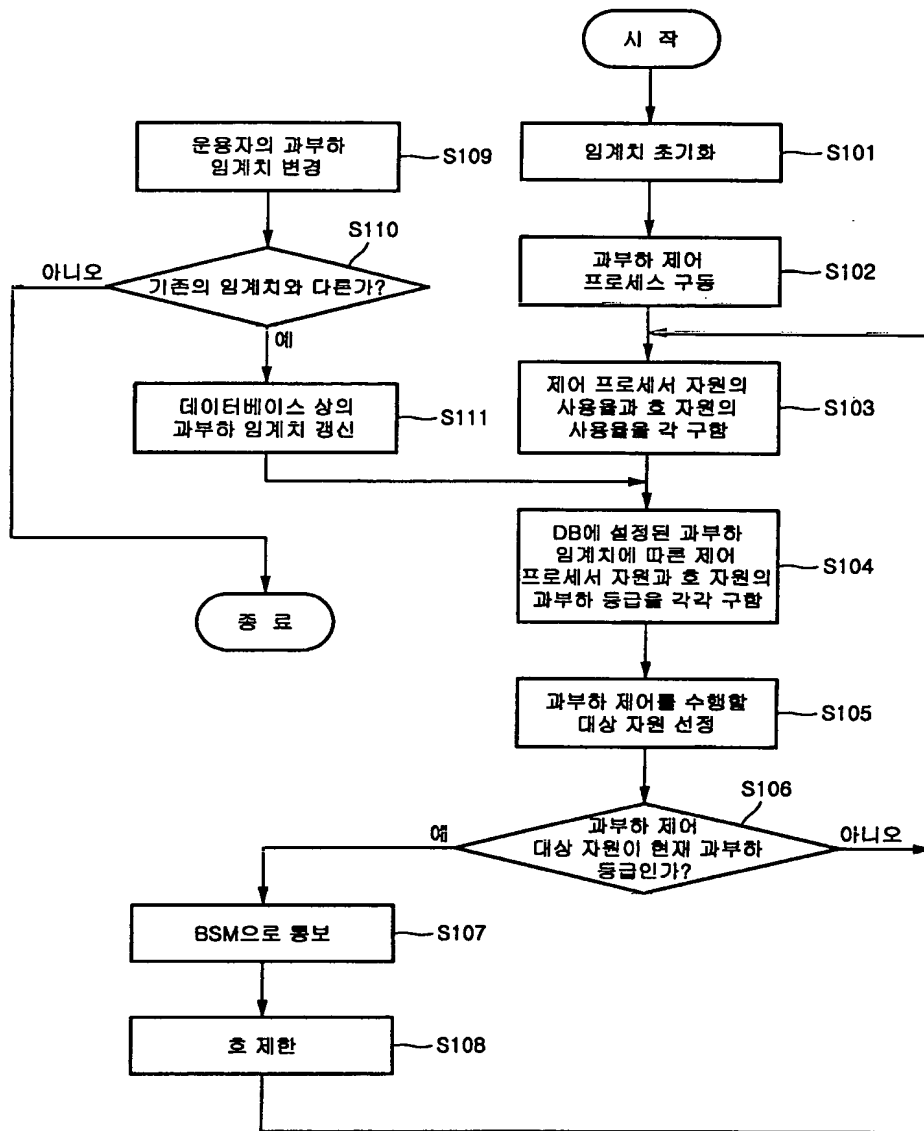 시 작
임계치 초기화
S101
과부하 제어
프로세스 구동
S102
제어 프로세서 자원의
사용율과 호 자원의
사용율을 각 구함
S103
운용자의 과부하
임계치 변경
S109
S110
아니오
기존의 임계치와 다른가?
예
데이터베이스 상의
과부하 임계치 갱신
S111
종 료
DB에 설정된 과부하
임계치에 따른 제어
프로세서 자원과 호 자원의
과부하 등급을 각각 구함
S104
과부하 제어를 수행할
대상 자원 선정
S105
S106
과부하 제어
대상 자원이 현재 과부하
등급인가?
예
아니오
BSM으로 통보
S107
호 제한
S108